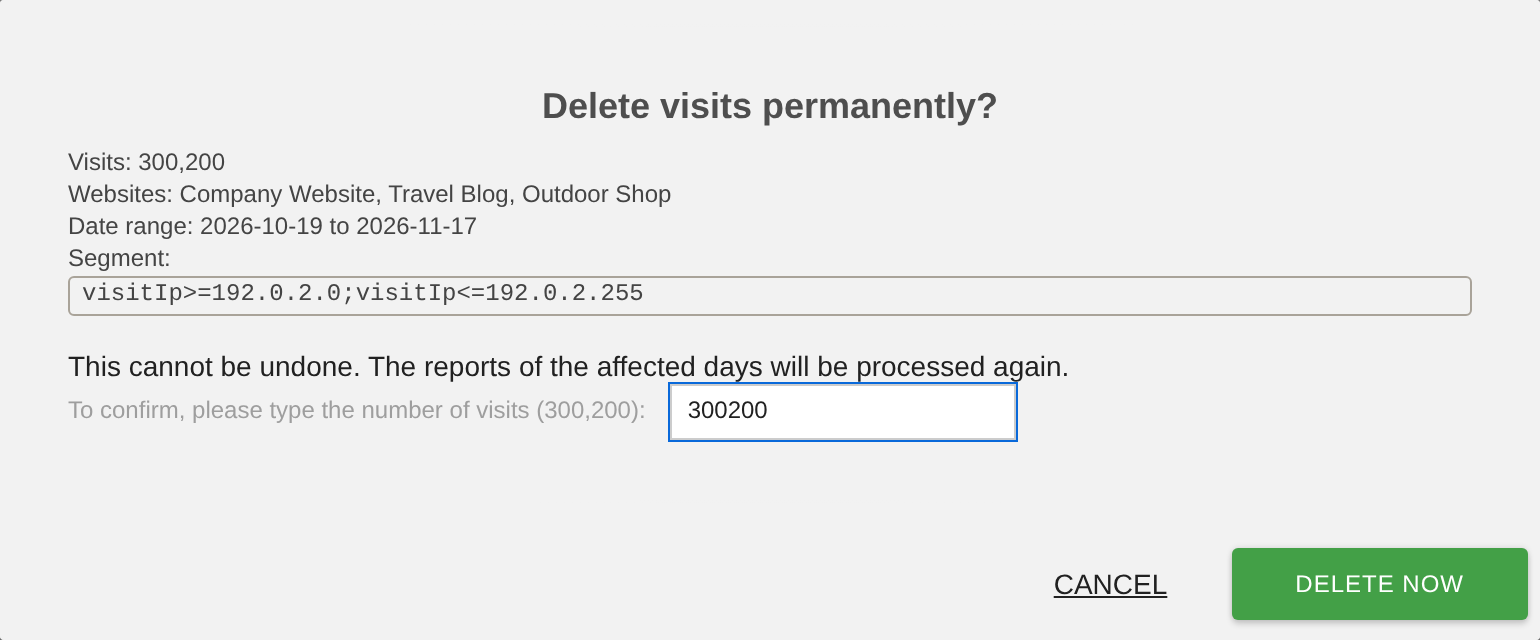 Delete visits permanently?
Visits: 300,200
Websites: Company Website, Travel Blog, Outdoor Shop
Date range: 2026-10-19 to 2026-11-17
Segment:
visitIp>=192.0.2.0;visitIp<=192.0.2.255
This cannot be undone. The reports of the affected days will be processed again.
To confirm, please type the number of visits (300,200): 300200
CANCEL DELETE NOW